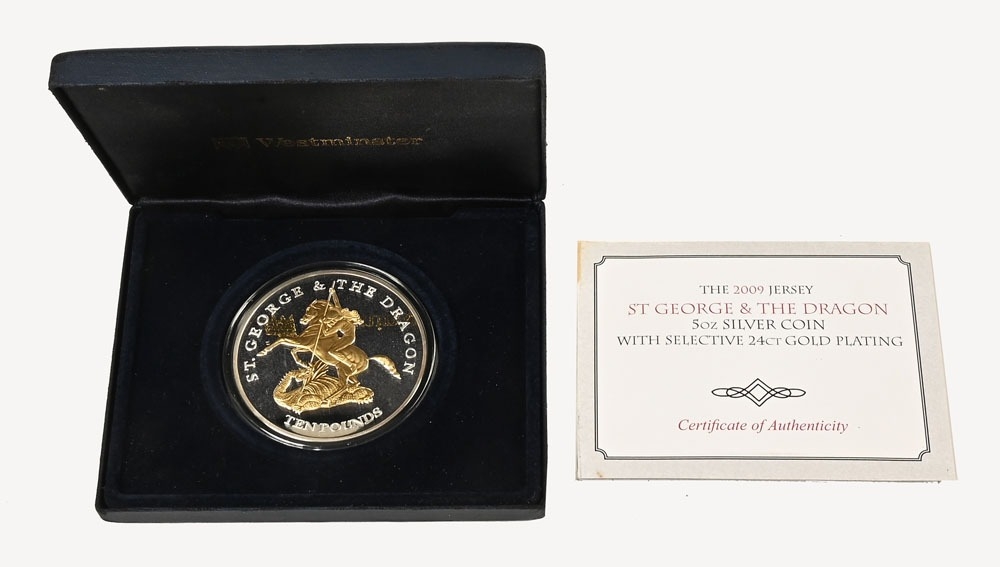 Westminster
ST. GEORGE & THE DRAGON
TEN POUNDS
THE 2009 JERSEY
ST GEORGE & THE DRAGON
5OZ SILVER COIN
WITH SELECTIVE 24CT GOLD PLATING
Certificate of Authenticity